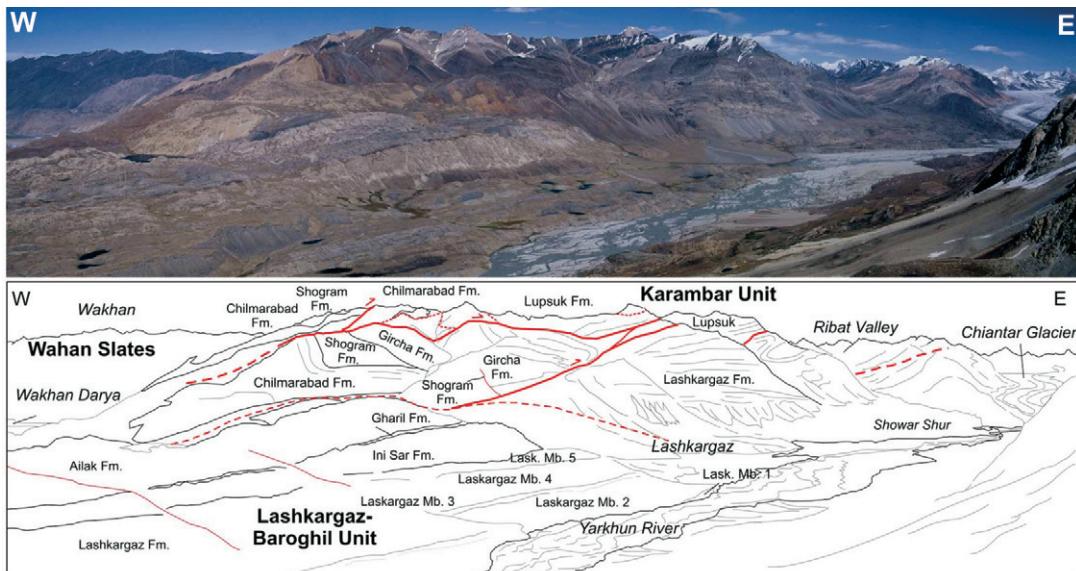 W
E
W
E
Wakhan
Wahan Slates
Wakhan Darya
Chilmarabad
Fm.
Shogram
Fm.
Chilmarabad Fm.
Lupsuk Fm.
Karambar Unit
Lupsuk
Ribat Valley
Chiantar Glacier
Shogram
Fm.
Gircha Fm.
Gircha
Fm.
Chilmarabad Fm.
Shogram
Fm.
Lashkargaz Fm.
Gharil Fm.
Lashkargaz
Showar Shur
Ailak Fm.
Ini Sar Fm.
Lask. Mb. 5
Laskargaz Mb. 4
Lask. Mb. 1
Laskargaz Mb. 3
Laskargaz Mb. 2
Lashkargaz-
Baroghil Unit
Yarkhun River
Lashkargaz Fm.